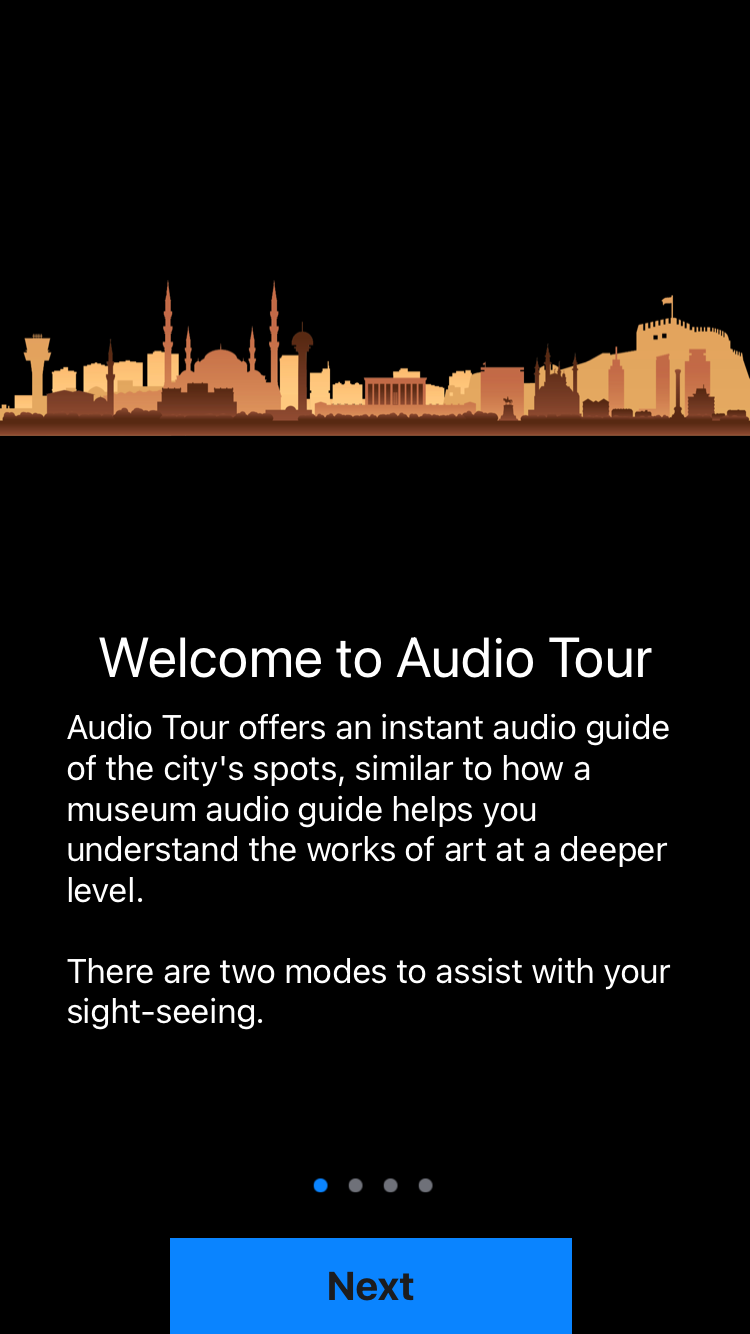 Welcome to Audio Tour
Audio Tour offers an instant audio guide
of the city's spots, similar to how a
museum audio guide helps you
understand the works of art at a deeper
level.
There are two modes to assist with your
sight-seeing.
Next